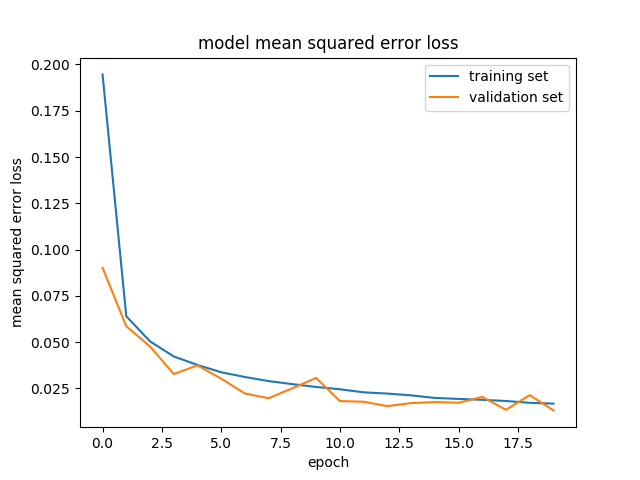 model mean squared error loss
training set
validation set
mean squared error loss
0.200
0.175
0.150
0.125
0.100
0.075
0.050
0.025
0.0 2.5 5.0 7.5 10.0 12.5 15.0 17.5
epoch